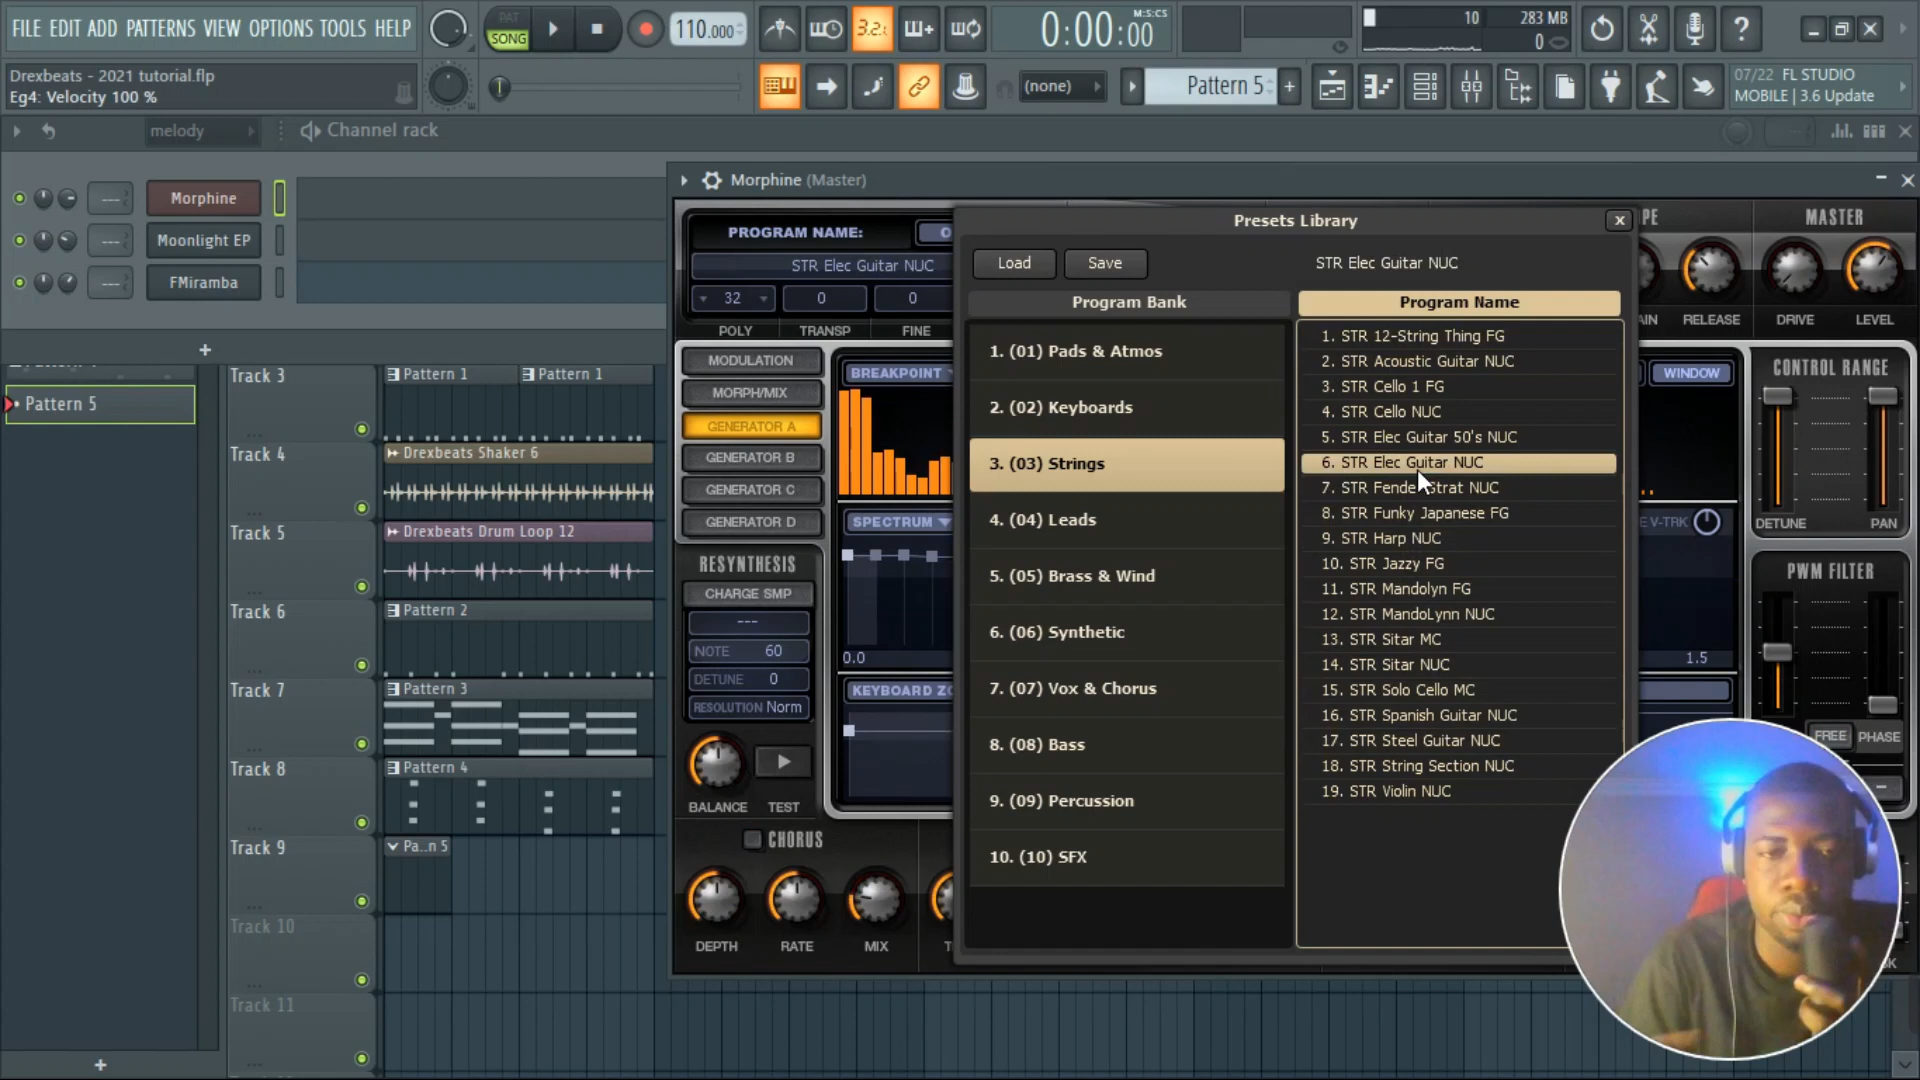 FILE EDIT ADD PATTERNS VIEW OPTIONS TOOLS HELP
PAT
SONG
110.000
3.2.
0:00:00
M:S:CS
10
283 MB
0
Drexbeats - 2021 tutorial.flp
Eg4: Velocity 100 %
(none)
Pattern 5
07/22 FL STUDIO
MOBILE | 3.6 Update
melody
Channel rack
Morphine
Moonlight EP
FMiramba
Pattern 5
Track 3
Pattern 1
Pattern 1
Track 4
Drexbeats Shaker 6
Track 5
Drexbeats Drum Loop 12
Track 6
Pattern 2
Track 7
Pattern 3
Track 8
Pattern 4
Track 9
Pa..n 5
Track 10
Track 11
Morphine (Master)
PROGRAM NAME:
STR Elec Guitar NUC
32
0
0
POLY
TRANSP
FINE
MODULATION
MORPH/MIX
GENERATOR A
GENERATOR B
GENERATOR C
GENERATOR D
BREAKPOINT
SPECTRUM
0.0
RESYNTHESIS
CHARGE SMP
---
NOTE 60
DETUNE 0
RESOLUTION Norm
BALANCE
TEST
CHORUS
DEPTH
RATE
MIX
Presets Library
Load
Save
STR Elec Guitar NUC
Program Bank
Program Name
1. (01) Pads & Atmos
2. (02) Keyboards
3. (03) Strings
4. (04) Leads
5. (05) Brass & Wind
6. (06) Synthetic
7. (07) Vox & Chorus
8. (08) Bass
9. (09) Percussion
10. (10) SFX
1. STR 12-String Thing FG
2. STR Acoustic Guitar NUC
3. STR Cello 1 FG
4. STR Cello NUC
5. STR Elec Guitar 50's NUC
6. STR Elec Guitar NUC
7. STR Fender Strat NUC
8. STR Funky Japanese FG
9. STR Harp NUC
10. STR Jazzy FG
11. STR Mandolyn FG
12. STR MandoLynn NUC
13. STR Sitar MC
14. STR Sitar NUC
15. STR Solo Cello MC
16. STR Spanish Guitar NUC
17. STR Steel Guitar NUC
18. STR String Section NUC
19. STR Violin NUC
MASTER
RELEASE
DRIVE
LEVEL
WINDOW
V-TRK
1.5
CONTROL RANGE
DETUNE
PAN
PWM FILTER
FREE
PHASE